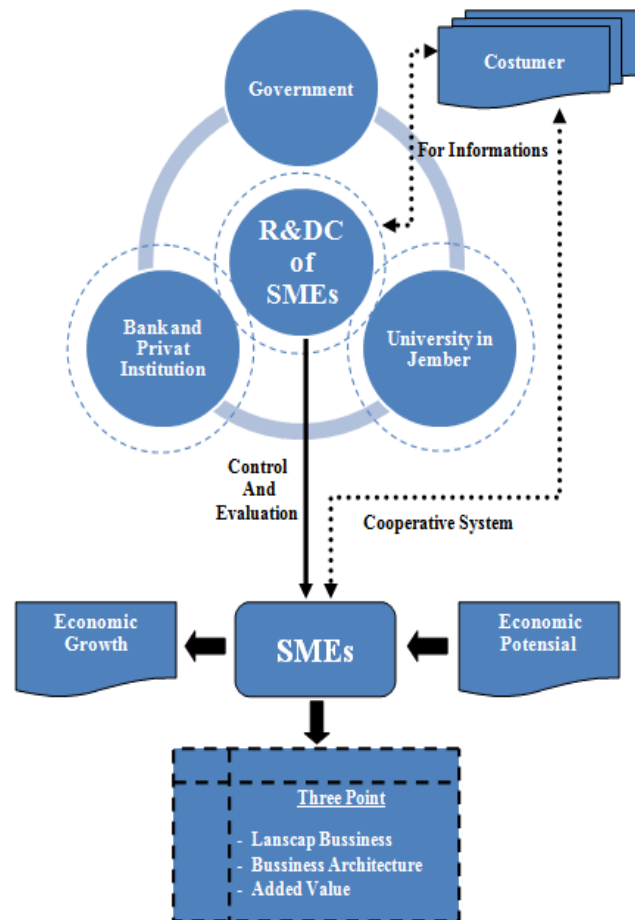 Government
Costumer
For Informations
R&DC
of
SMEs
Bank and
Privat
Institution
University in
Jember
Control
And
Evaluation
Cooperative System
Economic
Growth
SMEs
Economic
Potensial
Three Point
- Lanscap Bussiness
- Bussiness Architecture
- Added Value